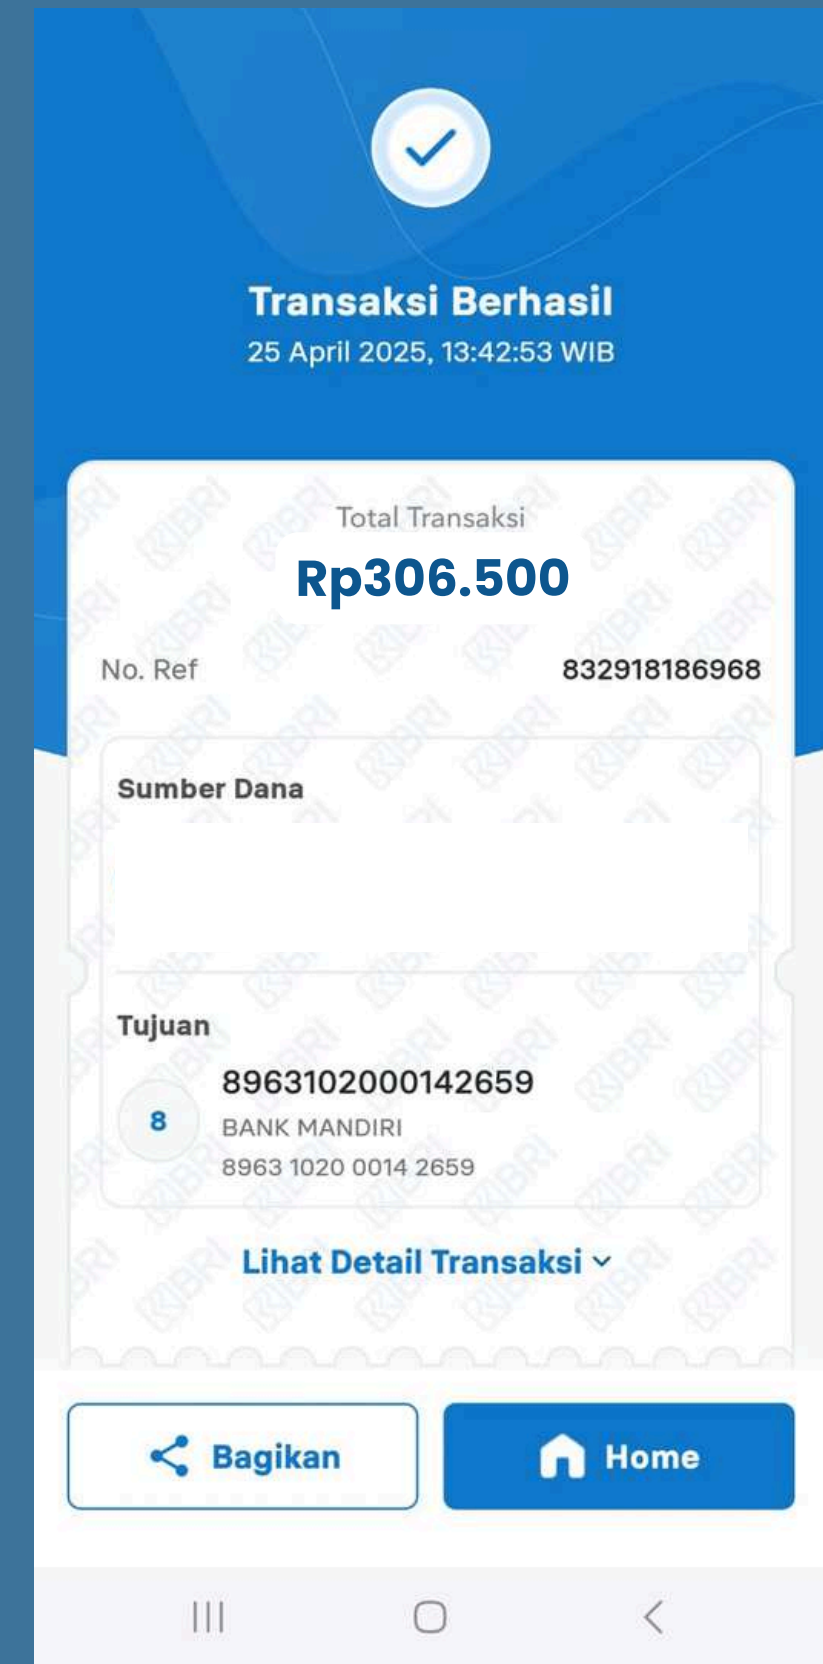 Transaksi Berhasil
25 April 2025, 13:42:53 WIB
Total Transaksi
Rp306.500
No. Ref 832918186968
Sumber Dana
Tujuan
8963102000142659
8
BANK MANDIRI
8963 1020 0014 2659
Lihat Detail Transaksi
Bagikan
Home